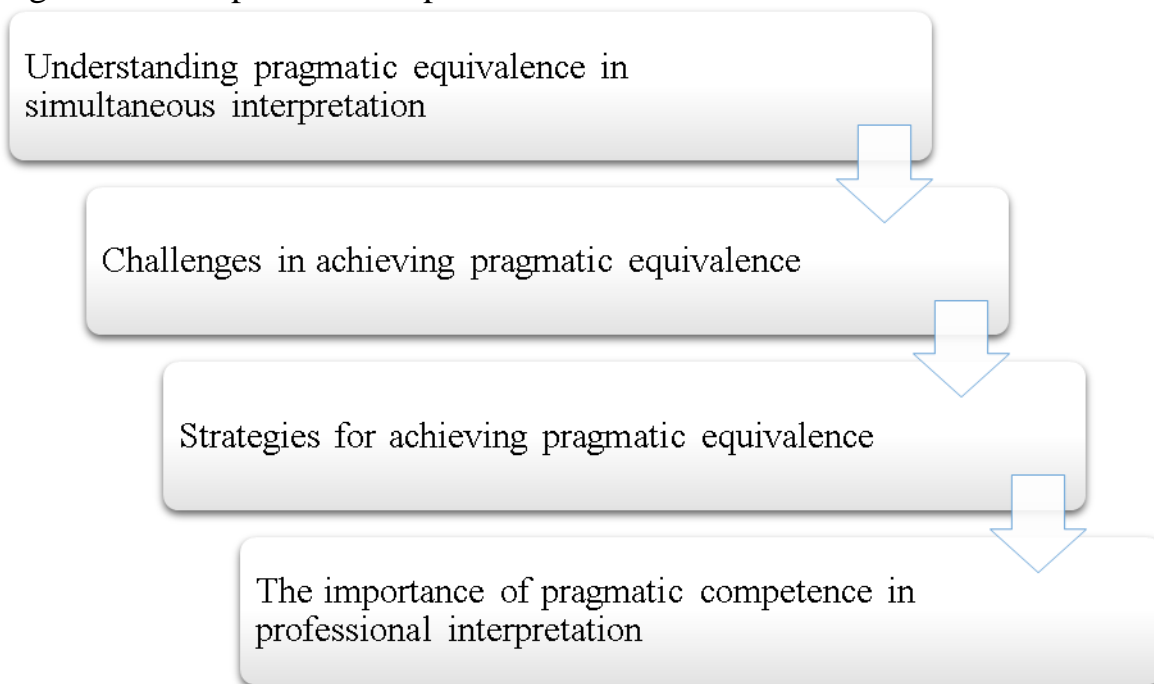 Understanding pragmatic equivalence in
simultaneous interpretation
Challenges in achieving pragmatic equivalence
Strategies for achieving pragmatic equivalence
The importance of pragmatic competence in
professional interpretation